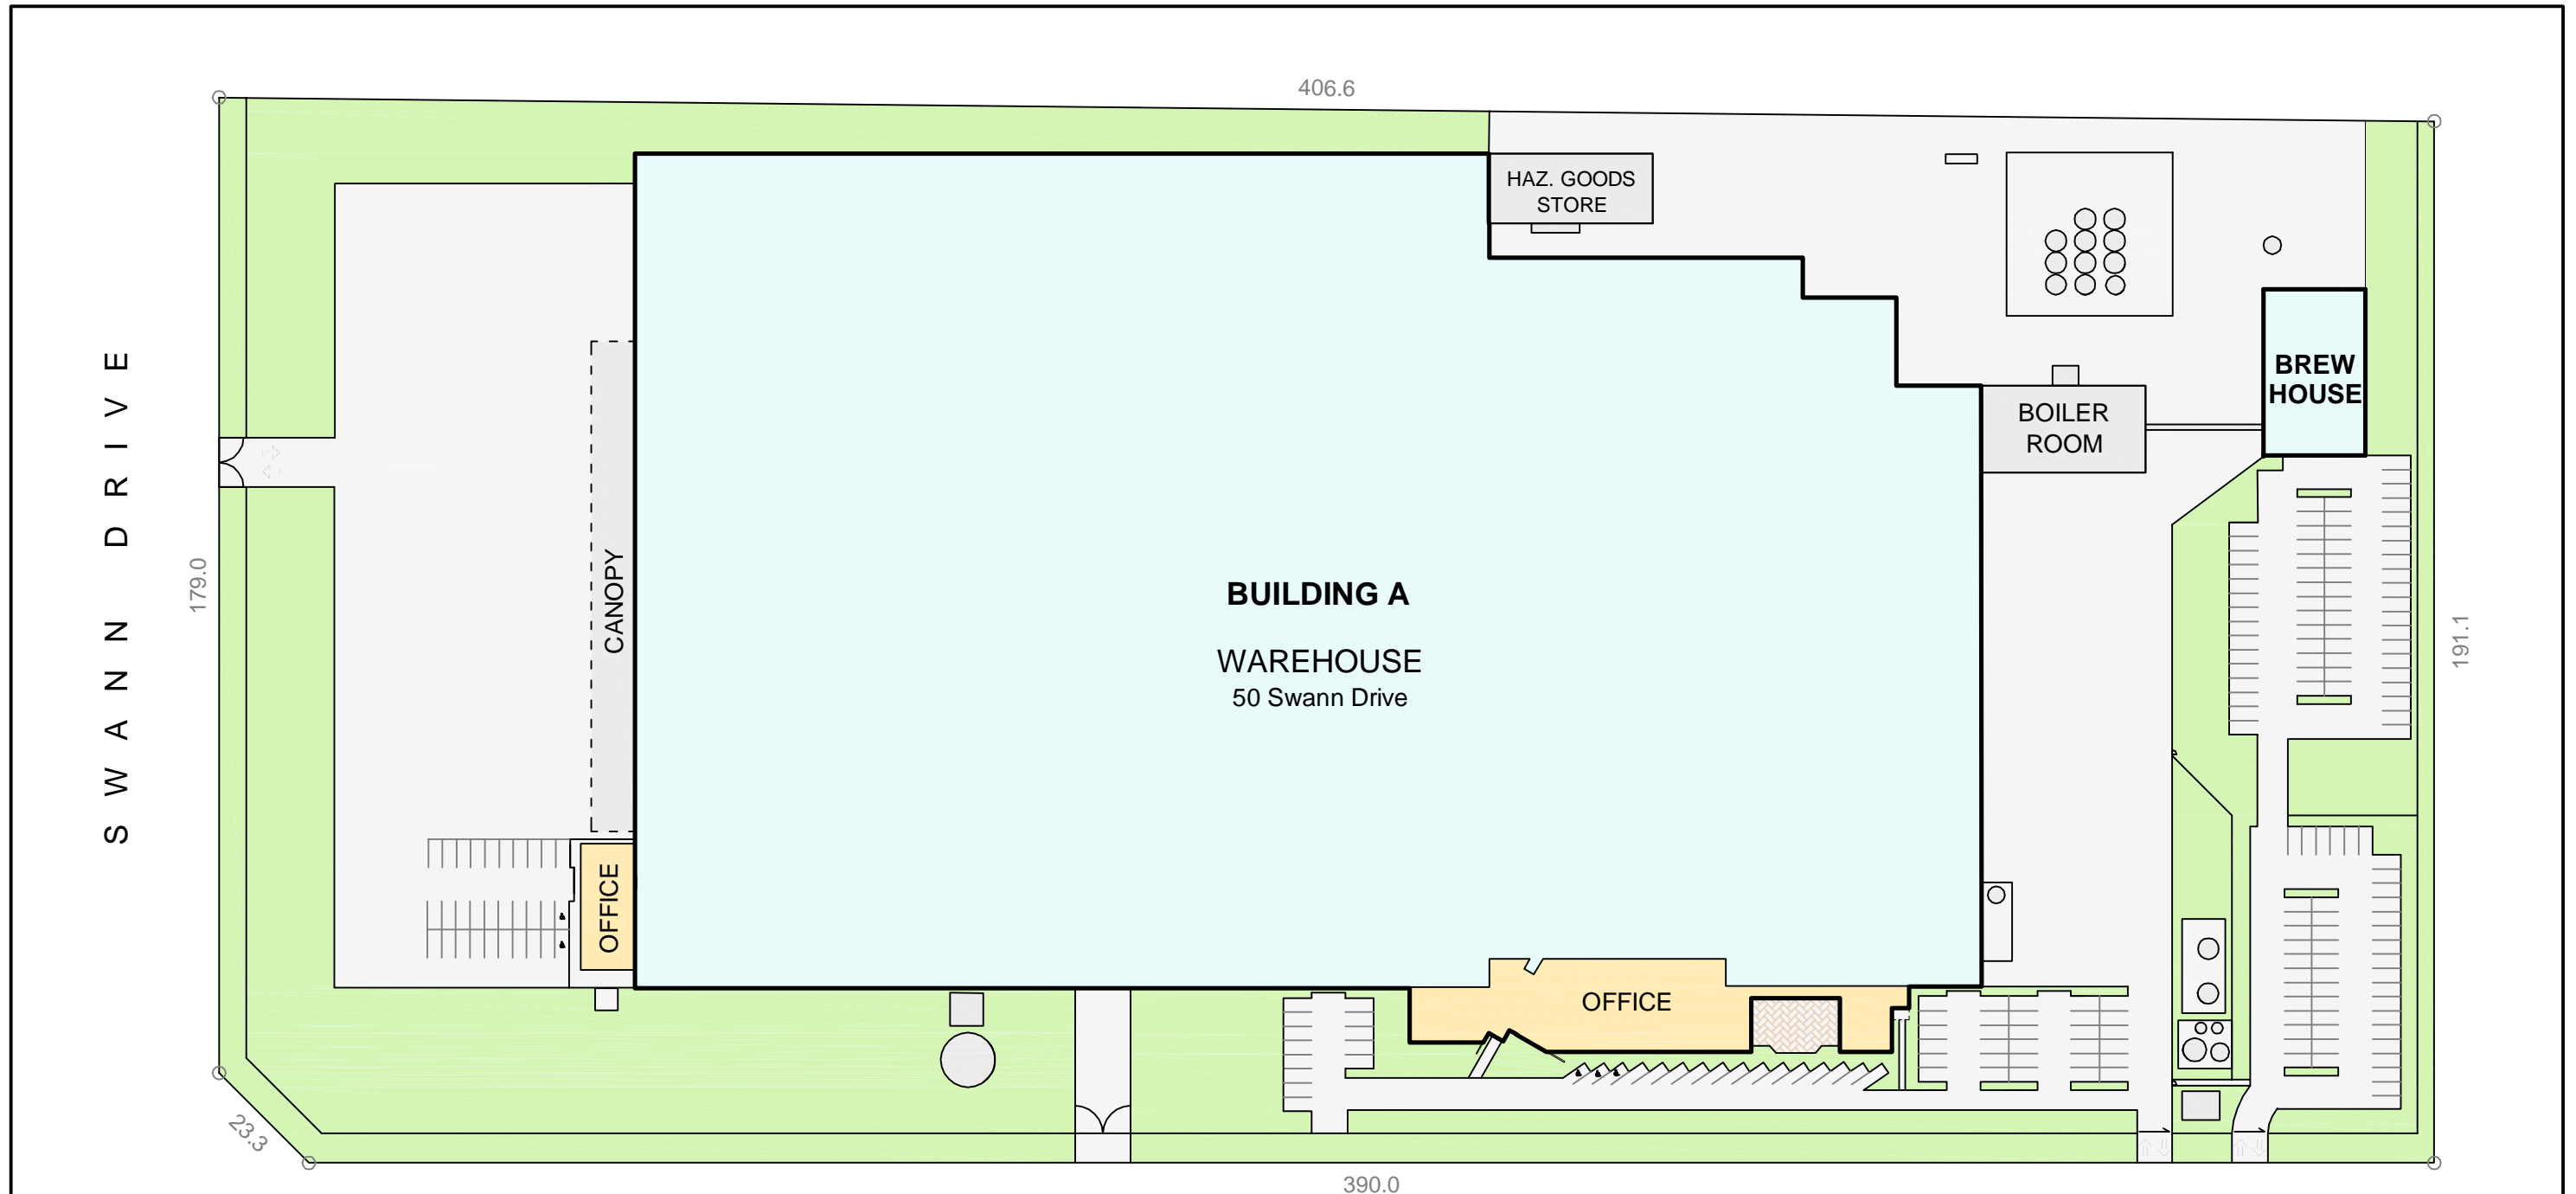 406.6
HAZ. GOODS
STORE
BREW
HOUSE
BOILER
ROOM
SWANN DRIVE
179.0
CANOPY
BUILDING A
WAREHOUSE
50 Swann Drive
191.1
OFFICE
OFFICE
23.3
390.0